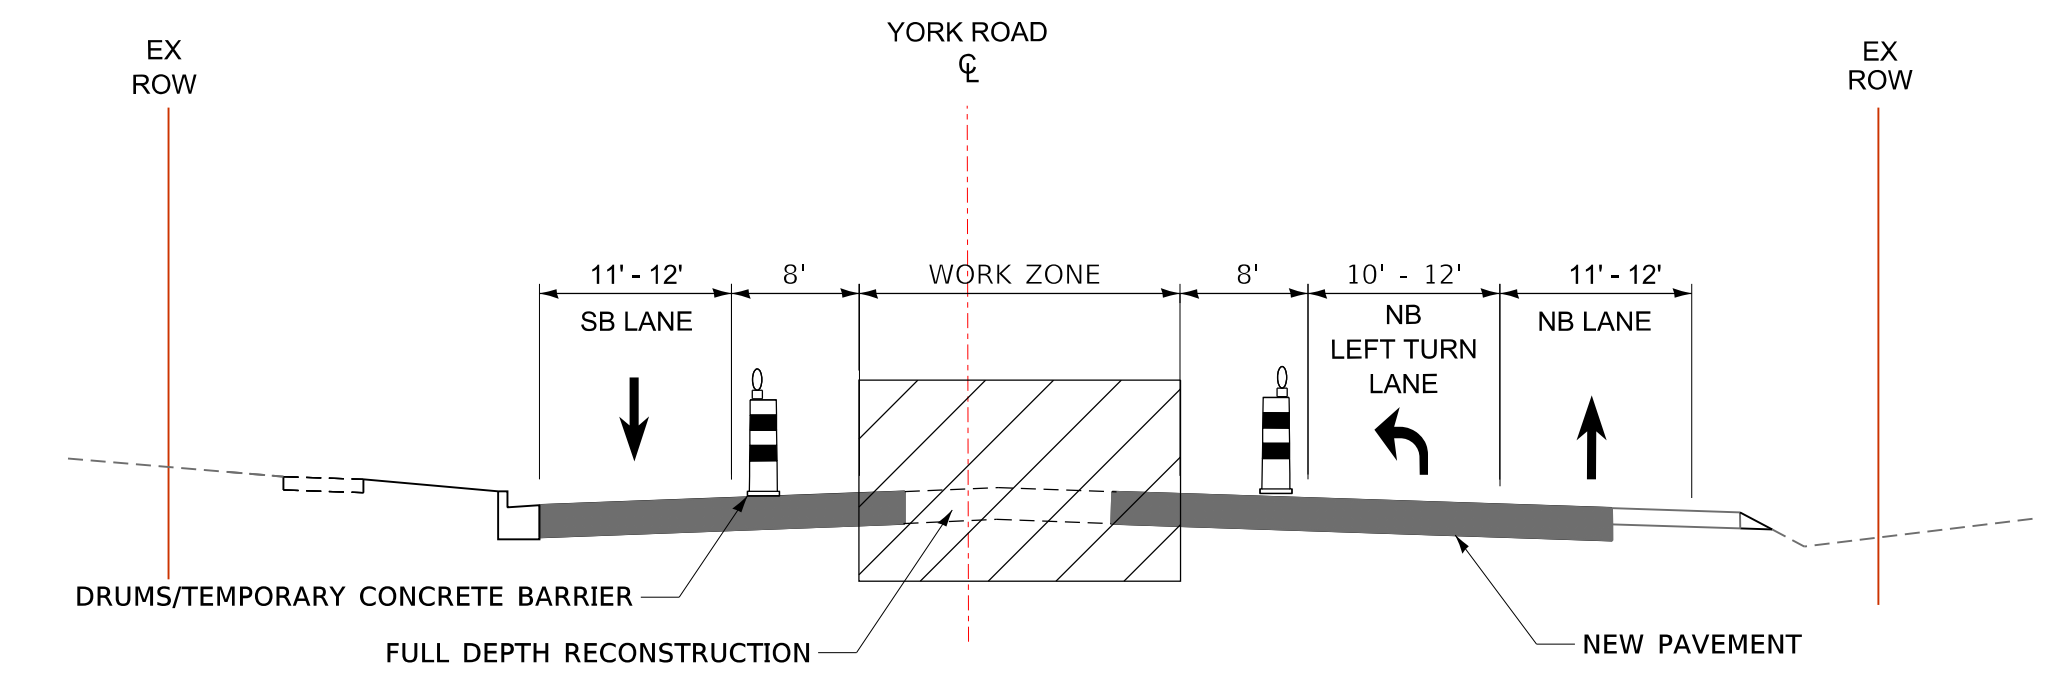 YORK ROAD
℄
EX
ROW
EX
ROW
11' - 12'
8'
WORK ZONE
8'
10' - 12'
11' - 12'
SB LANE
NB
LEFT TURN
LANE
NB LANE
DRUMS/TEMPORARY CONCRETE BARRIER
FULL DEPTH RECONSTRUCTION
NEW PAVEMENT